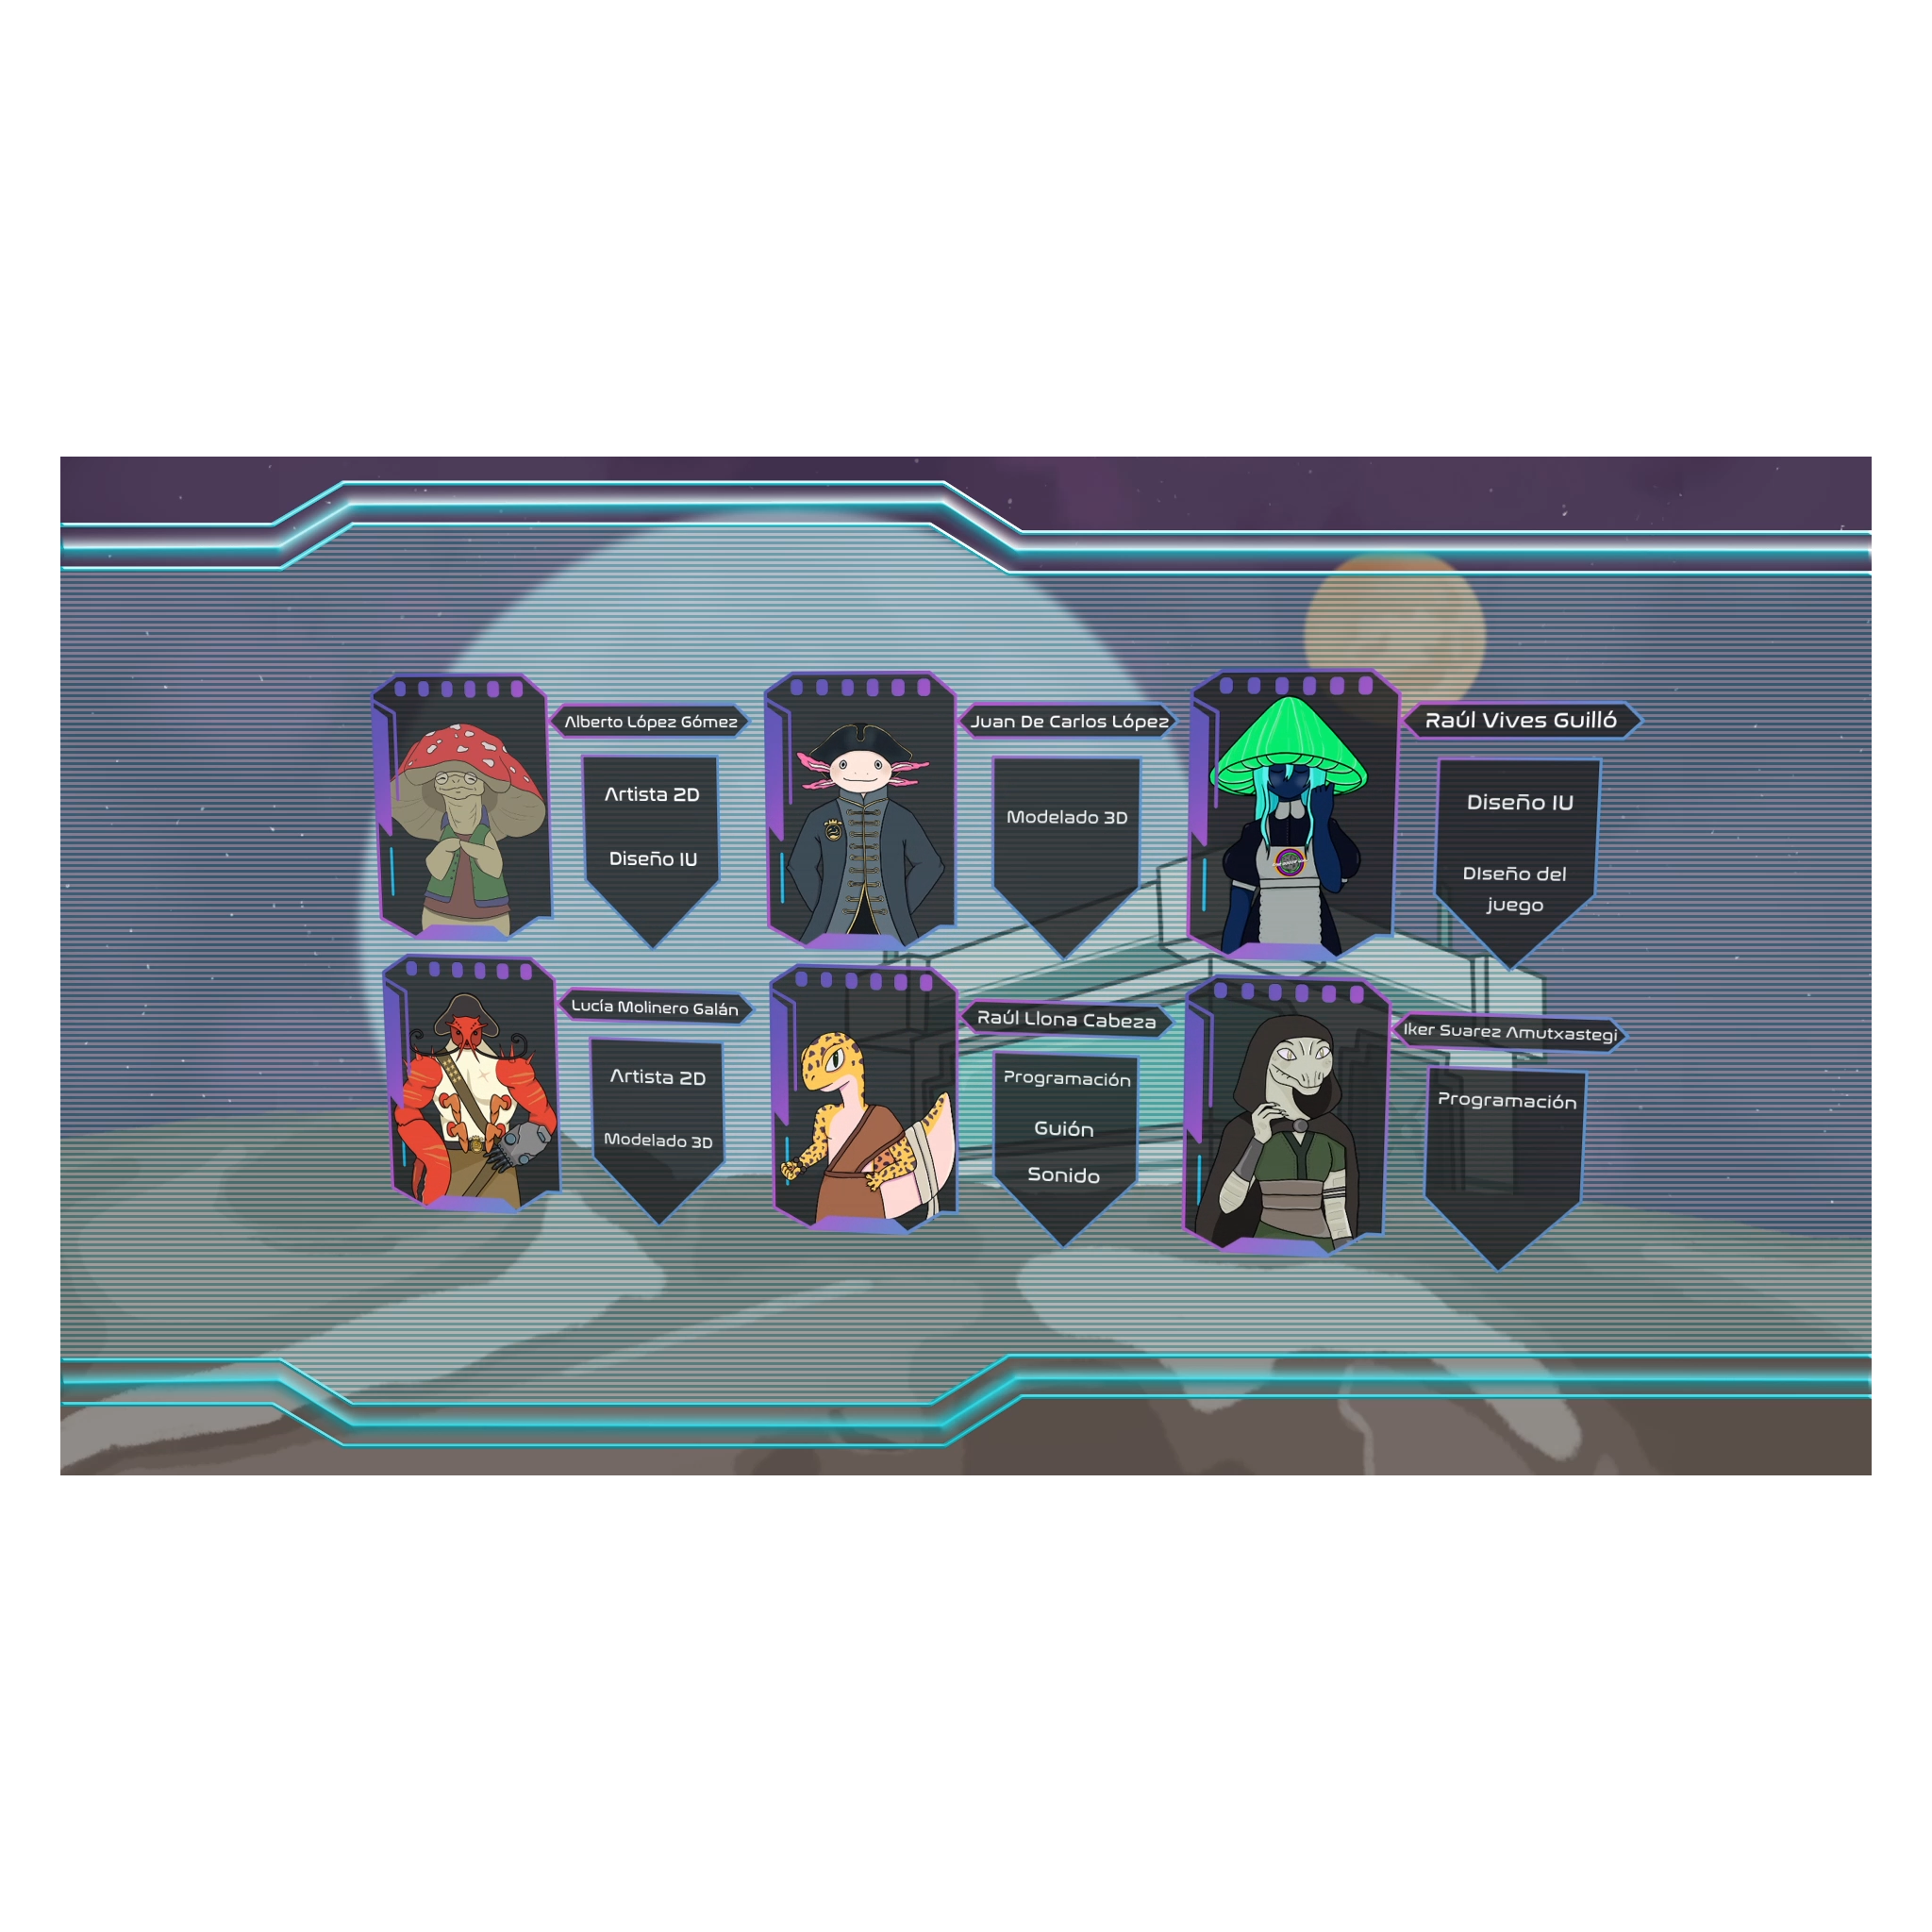 Alberto López Gómez
Artista 2D
Diseño IU
Juan De Carlos López
Modelado 3D
Raúl Vives Guilló
Diseño IU
DIseño del
juego
Lucía Molinero Galán
Artista 2D
Modelado 3D
Raúl Llona Cabeza
Programación
Guión
Sonido
Iker Suarez Amutxastegi
Programación